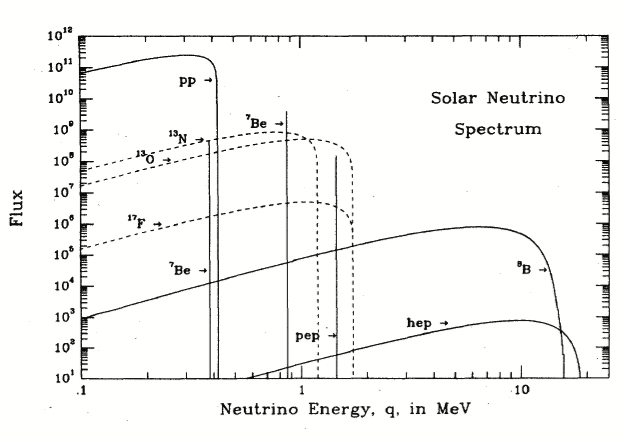 Solar Neutrino
Spectrum
Flux
10¹²
10¹¹
10¹⁰
10⁹
10⁸
10⁷
10⁶
10⁵
10⁴
10³
10²
10¹
pp →
⁷Be →
¹³N →
¹³O →
¹⁷F →
⁷Be →
⁸B →
hep →
pep →
.1 1 10
Neutrino Energy, q, in MeV